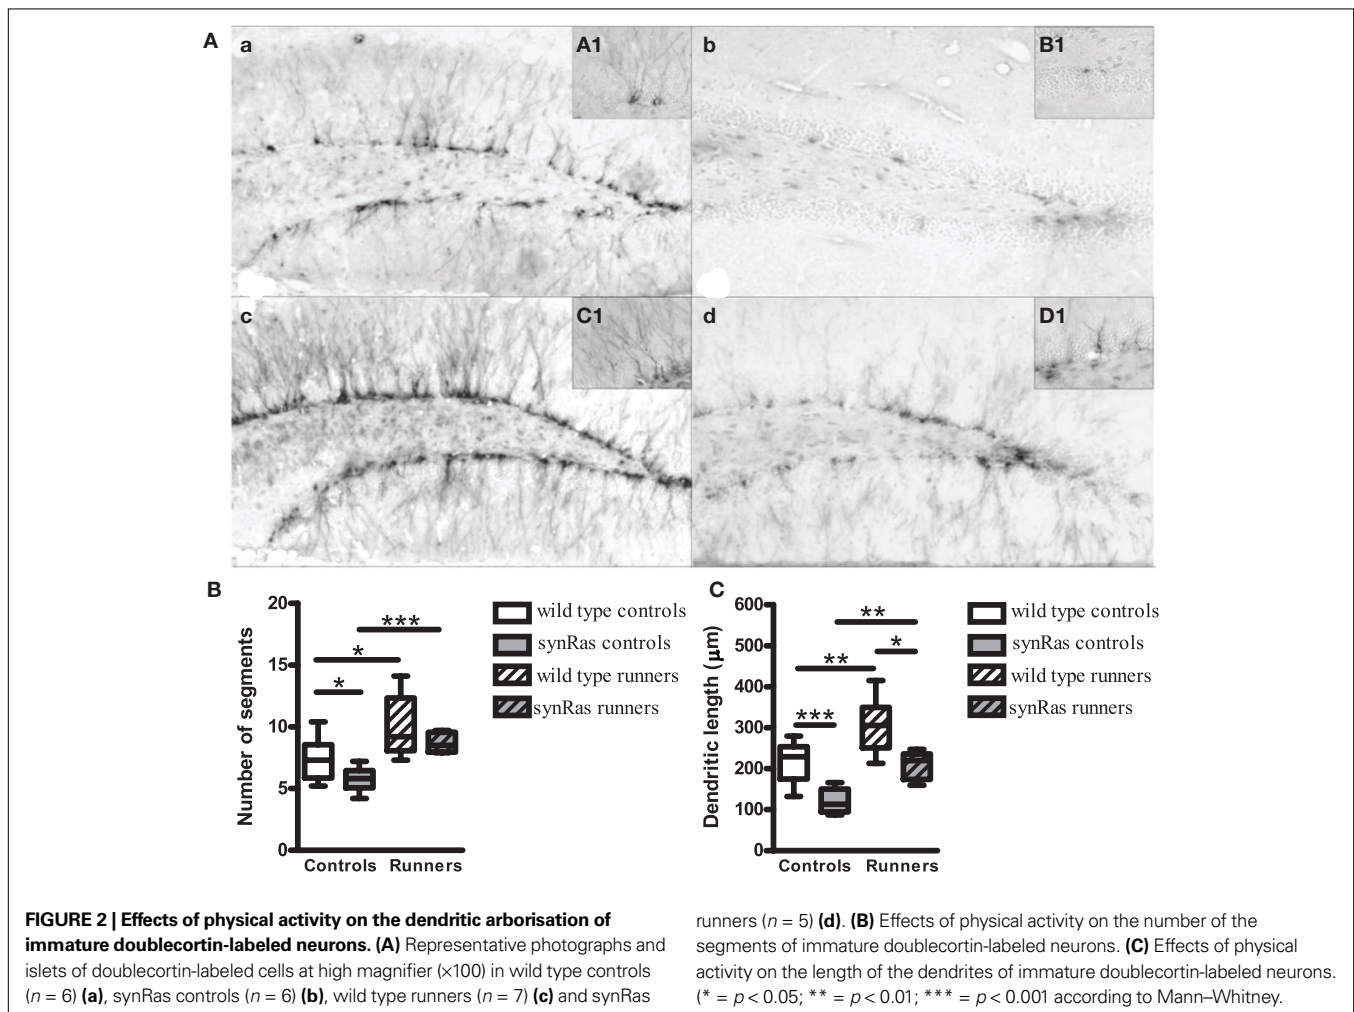 A
a
A1
b
B1
c
C1
d
D1
B
Number of segments
20
15
10
5
0
***
*
*
Controls Runners
wild type controls
synRas controls
wild type runners
synRas runners
C
Dendritic length (µm)
600
500
400
300
200
100
0
**
*
**
***
Controls Runners
wild type controls
synRas controls
wild type runners
synRas runners
FIGURE 2 | Effects of physical activity on the dendritic arborisation of
immature doublecortin-labeled neurons. (A) Representative photographs and
islets of doublecortin-labeled cells at high magnifier (×100) in wild type controls
(n = 6) (a), synRas controls (n = 6) (b), wild type runners (n = 7) (c) and synRas
runners (n = 5) (d). (B) Effects of physical activity on the number of the
segments of immature doublecortin-labeled neurons. (C) Effects of physical
activity on the length of the dendrites of immature doublecortin-labeled neurons.
(* = p < 0.05; ** = p < 0.01; *** = p < 0.001 according to Mann–Whitney.